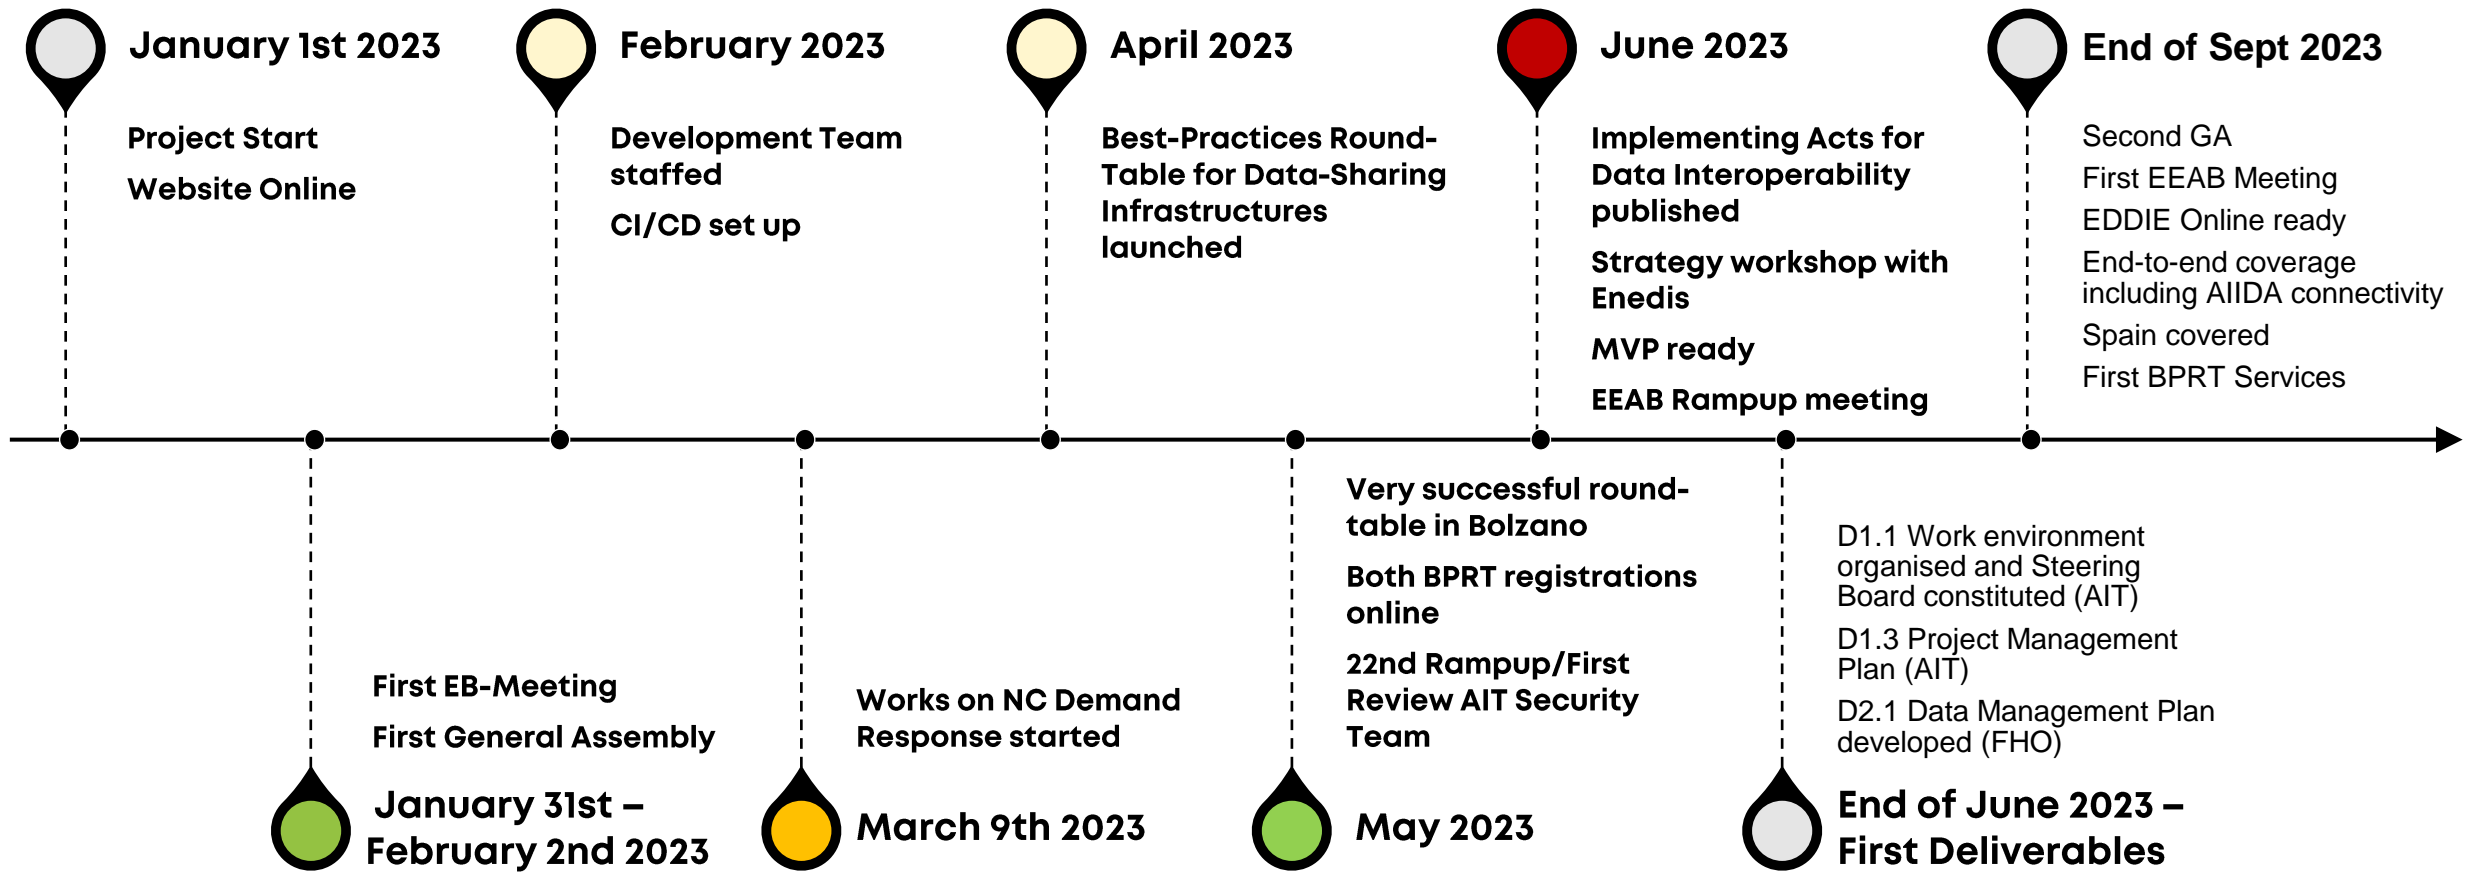 January 1st 2023
Project Start
Website Online
February 2023
Development Team
staffed
CI/CD set up
April 2023
Best-Practices Round-
Table for Data-Sharing
Infrastructures
launched
June 2023
Implementing Acts for
Data Interoperability
published
Strategy workshop with
Enedis
MVP ready
EEAB Rampup meeting
End of Sept 2023
Second GA
First EEAB Meeting
EDDIE Online ready
End-to-end coverage
including AIIDA connectivity
Spain covered
First BPRT Services
First EB-Meeting
First General Assembly
January 31st –
February 2nd 2023
Works on NC Demand
Response started
March 9th 2023
Very successful round-
table in Bolzano
Both BPRT registrations
online
22nd Rampup/First
Review AIT Security
Team
May 2023
D1.1 Work environment
organised and Steering
Board constituted (AIT)
D1.3 Project Management
Plan (AIT)
D2.1 Data Management Plan
developed (FHO)
End of June 2023 –
First Deliverables